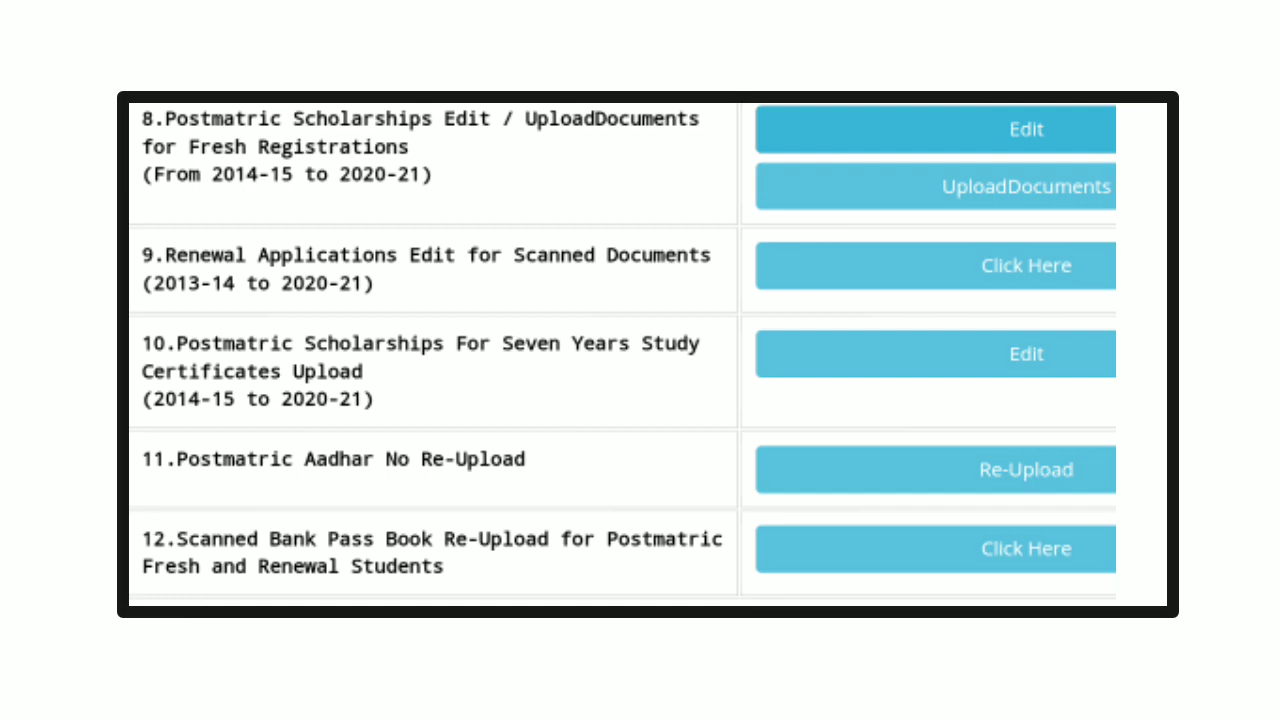 8.Postmatric Scholarships Edit / UploadDocuments
for Fresh Registrations
(From 2014-15 to 2020-21)
Edit
UploadDocuments
9.Renewal Applications Edit for Scanned Documents
(2013-14 to 2020-21)
Click Here
10.Postmatric Scholarships For Seven Years Study
Certificates Upload
(2014-15 to 2020-21)
Edit
11.Postmatric Aadhar No Re-Upload
Re-Upload
12.Scanned Bank Pass Book Re-Upload for Postmatric
Fresh and Renewal Students
Click Here